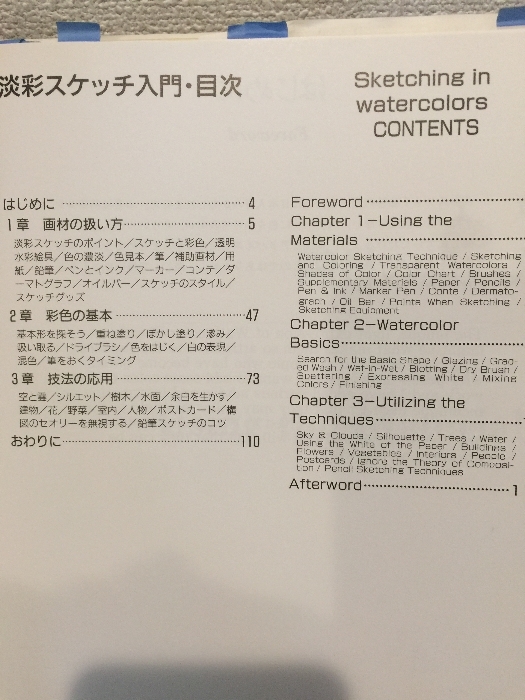 淡彩スケッチ入門・目次
はじめに 4
1章 画材の扱い方 5
淡彩スケッチのポイント／スケッチと彩色／透明
水彩絵具／色の濃淡／色見本／筆／補助画材／用
紙／鉛筆／ペンとインク／マーカー／コンテ／ダ
ーマトグラフ／オイルバー／スケッチのスタイル／
スケッチグッズ
2章 彩色の基本 47
基本形を探そう／重ね塗り／ぼかし塗り／滲み／
吸い取る／ドライブラシ／色をはじく／白の表現／
混色／筆をおくタイミング
3章 技法の応用 73
空と雲／シルエット／樹木／水面／余白を生かす／
建物／花／野菜／室内／人物／ポストカード／構
図のセオリーを無視する／鉛筆スケッチのコツ
おわりに 110
Sketching in
watercolors
CONTENTS
Foreword
Chapter 1–Using the
Materials
Watercolor Sketching Technique / Sketching
and Coloring / Transparent Watercolors /
Shades of Color / Color Chart / Brushes /
Supplementary Materials / Paper / Pencils /
Pen & Ink / Marker Pen / Conte / Dermato-
graph / Oil Bar / Points When Sketching /
Sketching Equipment
Chapter 2–Watercolor
Basics
Search for the Basic Shape / Glazing / Grad-
ed Wash / Wet-in-Wet / Blotting / Dry Brush /
Spattering / Expressing White / Mixing
Colors / Finishing
Chapter 3–Utilizing the
Techniques
Sky & Clouds / Silhouette / Trees / Water /
Using the White of the Paper / Buildings /
Flowers / Vegetables / Interiors / People /
Postcards / Ignore the Theory of Composi-
tion / Pencil Sketching Techniques
Afterword 1